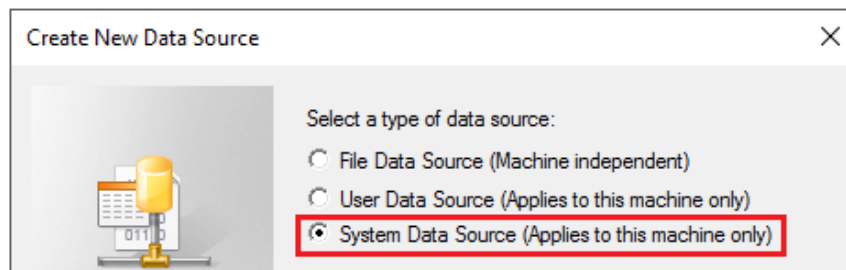 Create New Data Source
Select a type of data source:
File Data Source (Machine independent)
User Data Source (Applies to this machine only)
System Data Source (Applies to this machine only)
0110